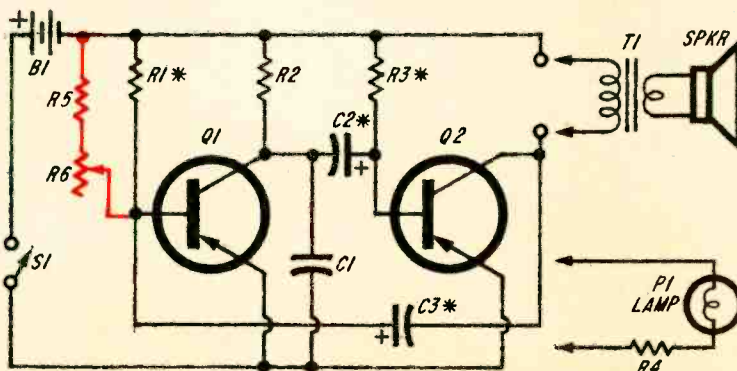 +
B1
R5
R6
S1
R1*
R2
R3*
Q1
C2*
+
Q2
C1
C3*
+
T1
SPKR
P1
LAMP
R4